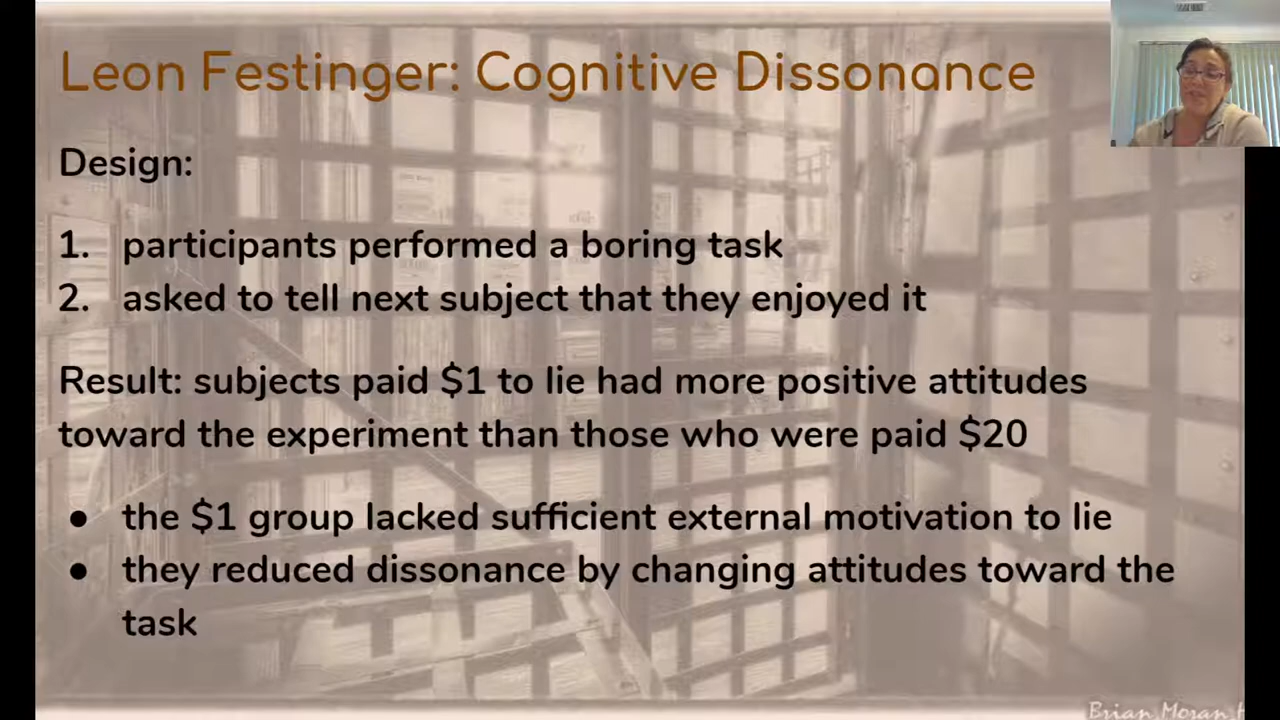 Leon Festinger: Cognitive Dissonance
Design:
1. participants performed a boring task
2. asked to tell next subject that they enjoyed it
Result: subjects paid $1 to lie had more positive attitudes
toward the experiment than those who were paid $20
● the $1 group lacked sufficient external motivation to lie
● they reduced dissonance by changing attitudes toward the
task
Brian Moran